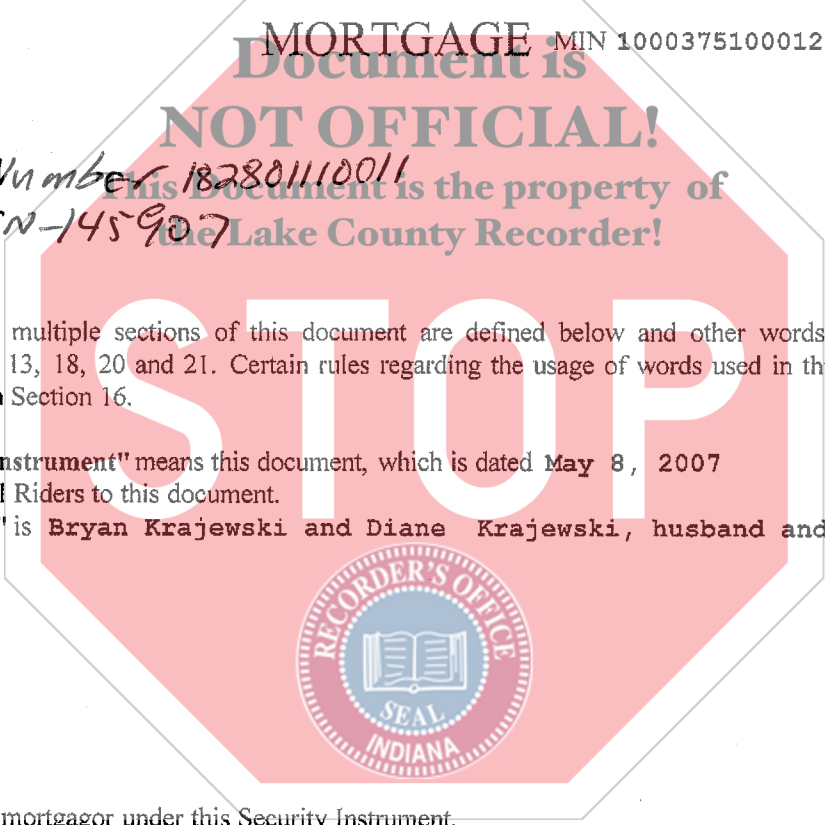 MORTGAGE MIN 1000375100012
Document is
NOT OFFICIAL!
This Document is the property of
the Lake County Recorder!
Number 182801110011
N-145907
multiple sections of this document are defined below and other words
13, 18, 20 and 21. Certain rules regarding the usage of words used in th
Section 16.
STOP
nstrument" means this document, which is dated May 8, 2007
Riders to this document.
" is Bryan Krajewski and Diane Krajewski, husband and
RECORDER'S OFFICE
SEAL
INDIANA
mortgagor under this Security Instrument.